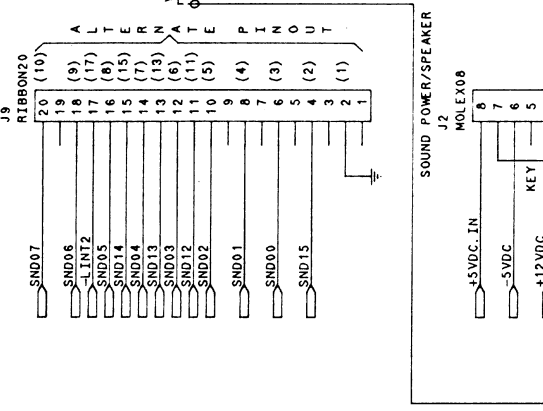 ALTERNATE PINOUT
(10) (9) (17) (8) (15) (7) (13) (6) (11) (5) (4) (3) (2) (1)
J9
RIBBON20
20 19 18 17 16 15 14 13 12 11 10 9 8 7 6 5 4 3 2 1
SND07
SND06
-LINT2
SND05
SND14
SND04
SND13
SND03
SND12
SND02
SND01
SND00
SND15
SOUND POWER/SPEAKER
J2
MOLEX08
8 7 6 5
KEY
+5VDC.IN
-5VDC
+12VDC